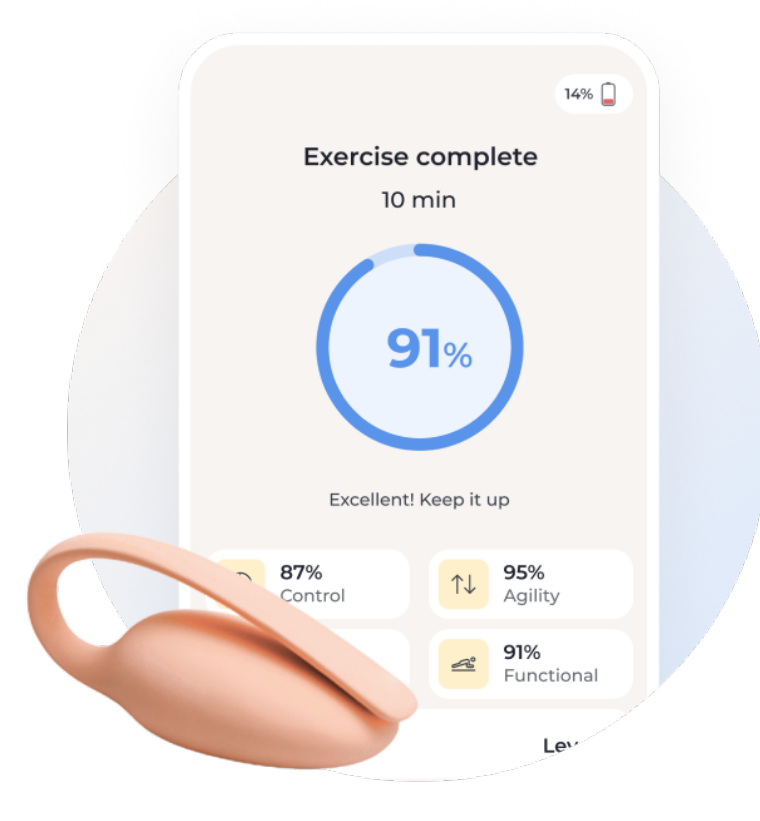 14%
Exercise complete
10 min
91%
Excellent! Keep it up
87%
Control
95%
Agility
91%
Functional